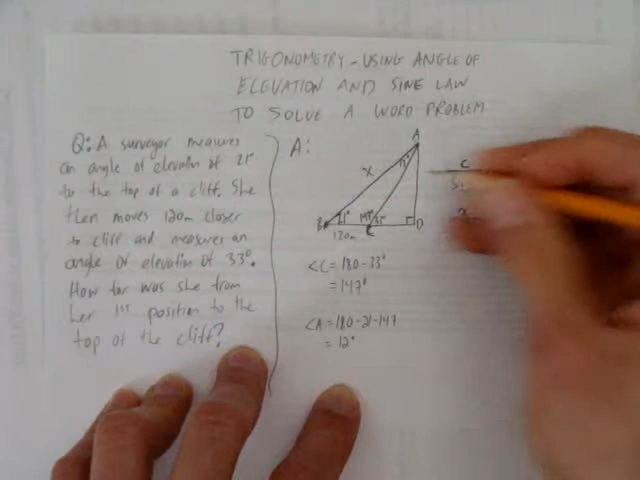 TRIGONOMETRY - USING ANGLE OF
ELEVATION AND SINE LAW
TO SOLVE A WORD PROBLEM
Q: A surveyor measures
an angle of elevation of 21°
to the top of a cliff. She
then moves 120m closer
to cliff and measures an
angle of elevation of 33°.
How far was she from
her 1st position to the
top of the cliff?
A:
A
12°
x
B
21°
147°
33°
C
D
120m
<C = 180-33°
= 147°
<A = 180-21-147
= 12°
c
x